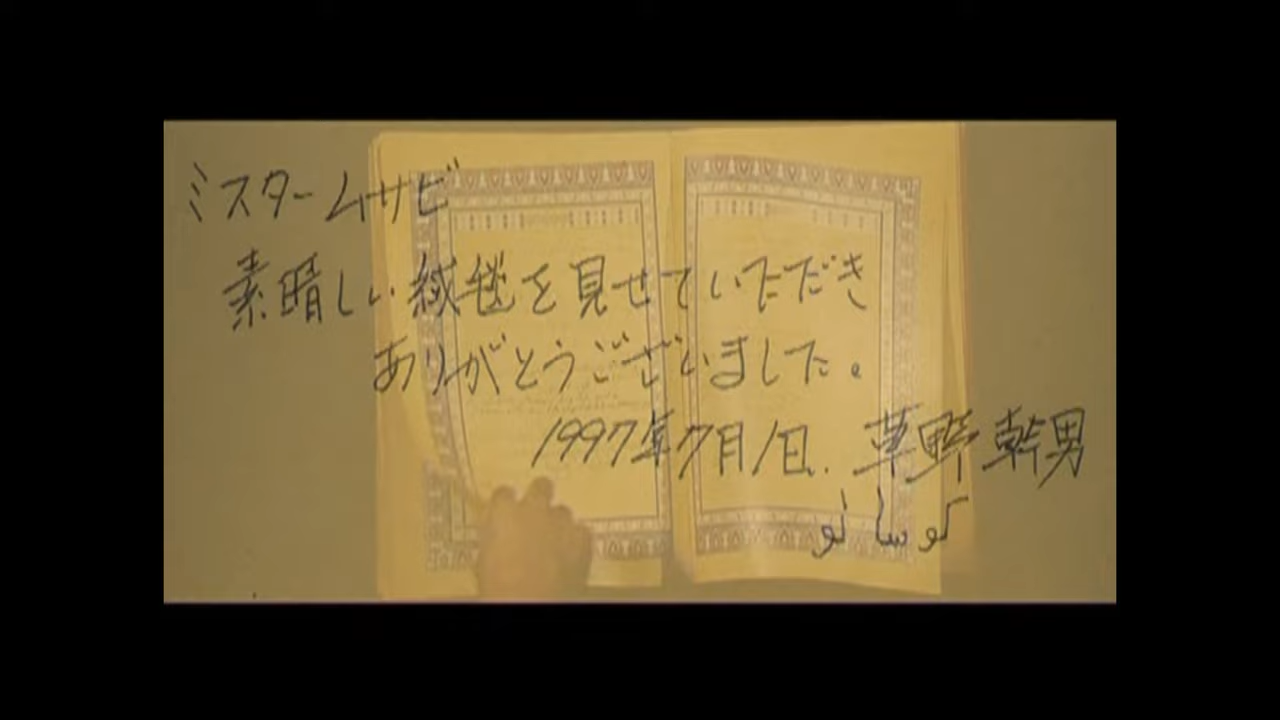 ミスタームサビ
素晴しい絨毯を見せていただき
ありがとうございました。
1997年7月1日. 草野幹男
كوسا نو